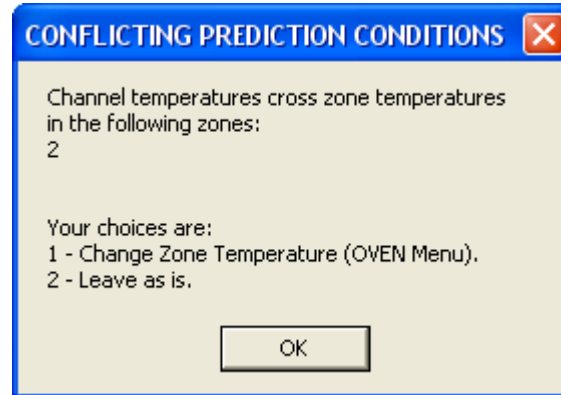 CONFLICTING PREDICTION CONDITIONS
Channel temperatures cross zone temperatures
in the following zones:
2
Your choices are:
1 - Change Zone Temperature (OVEN Menu).
2 - Leave as is.
OK